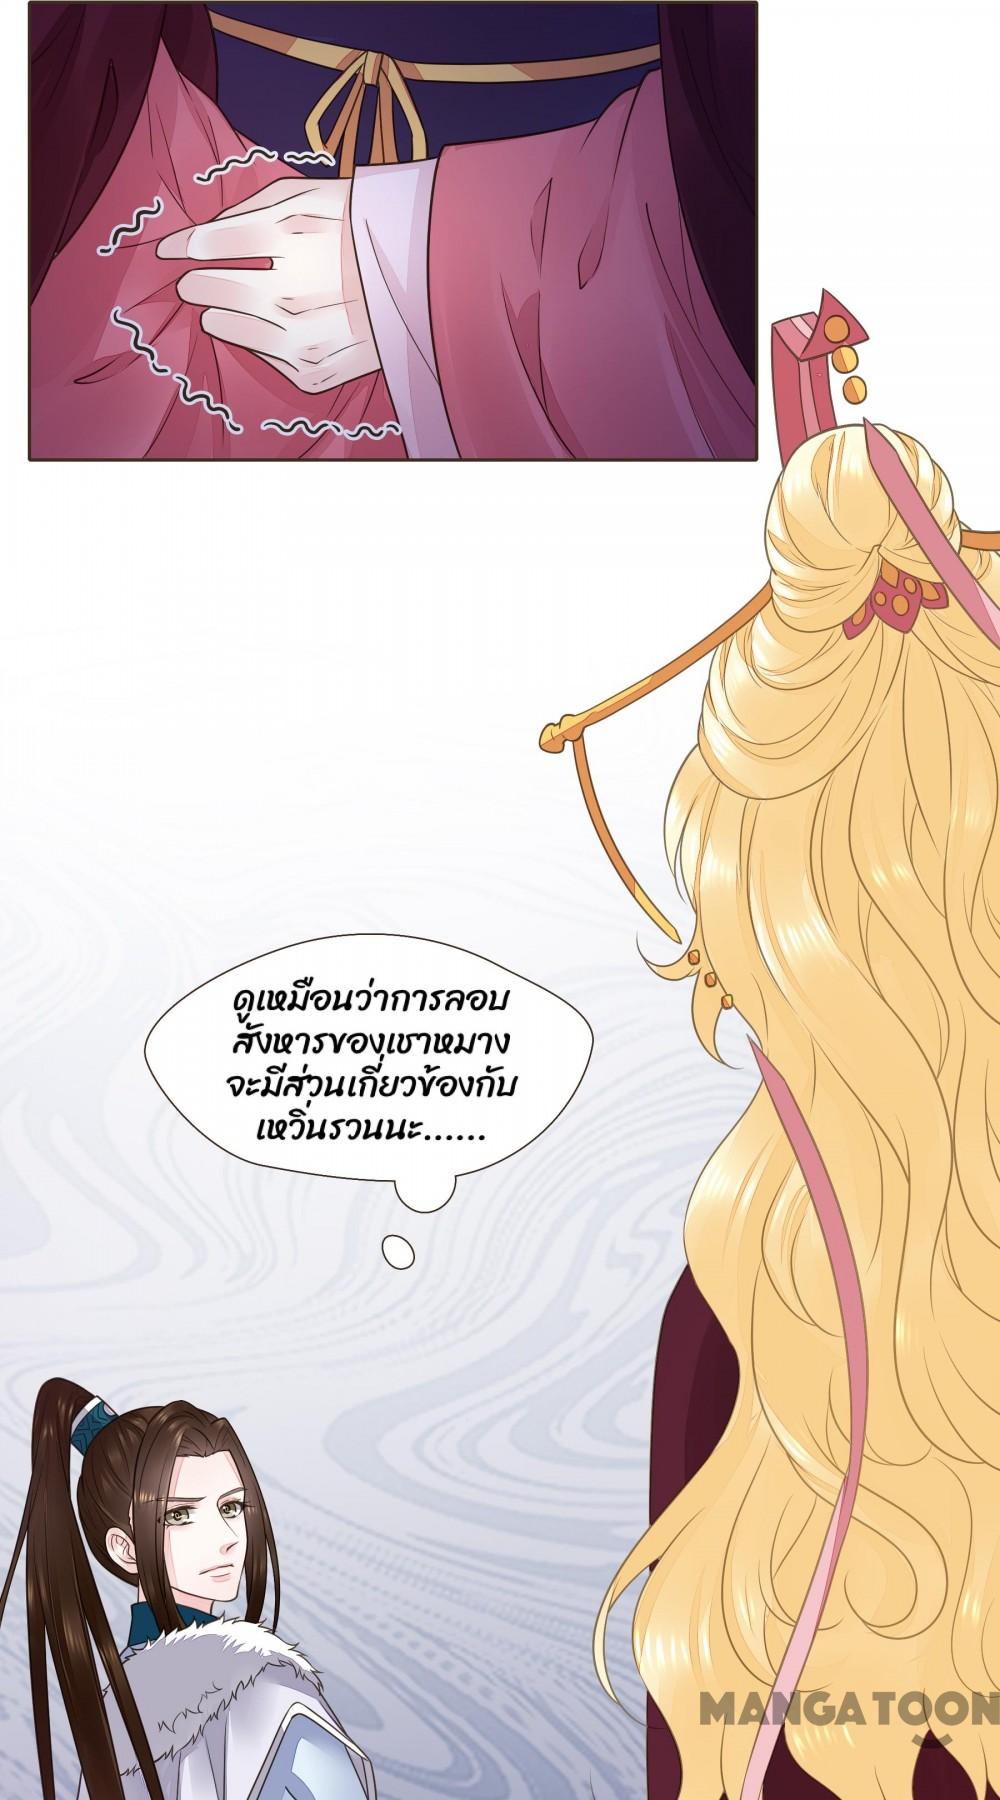 ดูเหมือนว่าการลอบ
สังหารของเชาหมาง
จะมีส่วนเกี่ยวข้องกับ
เหวิ่นรวนนะ......
MANGATOON